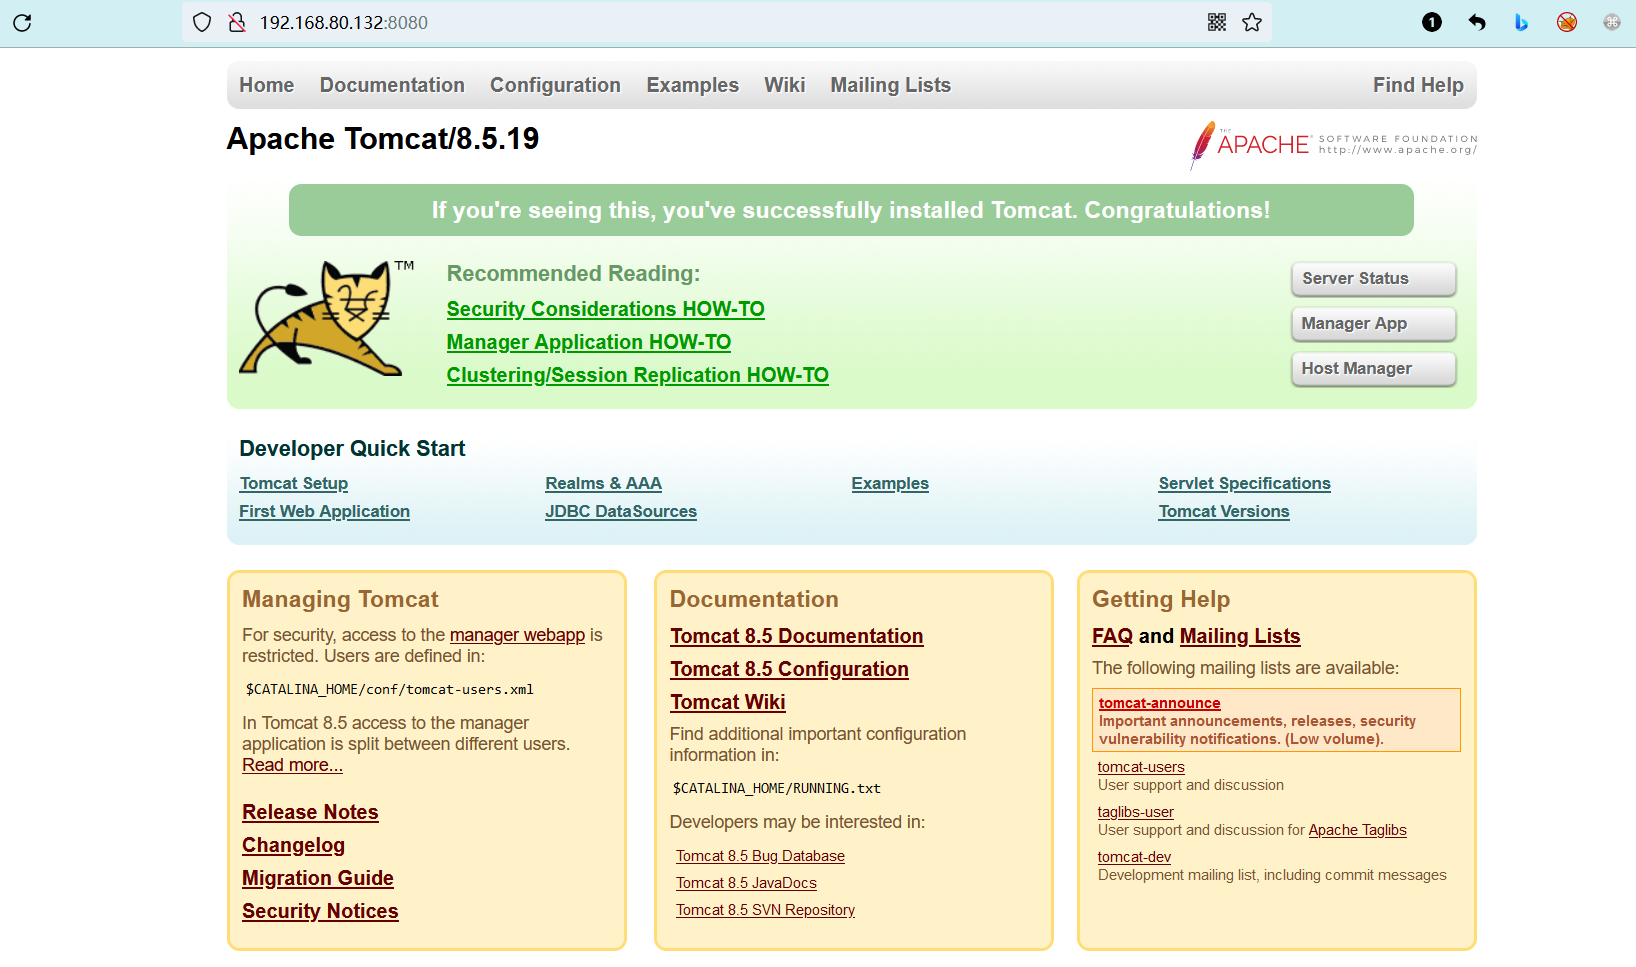 192.168.80.132:8080
1
Home Documentation Configuration Examples Wiki Mailing Lists Find Help
Apache Tomcat/8.5.19
THE APACHE® SOFTWARE FOUNDATION
http://www.apache.org/
If you're seeing this, you've successfully installed Tomcat. Congratulations!
TM
Recommended Reading:
Security Considerations HOW-TO
Manager Application HOW-TO
Clustering/Session Replication HOW-TO
Server Status
Manager App
Host Manager
Developer Quick Start
Tomcat Setup
First Web Application
Realms & AAA
JDBC DataSources
Examples
Servlet Specifications
Tomcat Versions
Managing Tomcat
For security, access to the manager webapp is
restricted. Users are defined in:
$CATALINA_HOME/conf/tomcat-users.xml
In Tomcat 8.5 access to the manager
application is split between different users.
Read more...
Release Notes
Changelog
Migration Guide
Security Notices
Documentation
Tomcat 8.5 Documentation
Tomcat 8.5 Configuration
Tomcat Wiki
Find additional important configuration
information in:
$CATALINA_HOME/RUNNING.txt
Developers may be interested in:
Tomcat 8.5 Bug Database
Tomcat 8.5 JavaDocs
Tomcat 8.5 SVN Repository
Getting Help
FAQ and Mailing Lists
The following mailing lists are available:
tomcat-announce
Important announcements, releases, security
vulnerability notifications. (Low volume).
tomcat-users
User support and discussion
taglibs-user
User support and discussion for Apache Taglibs
tomcat-dev
Development mailing list, including commit messages